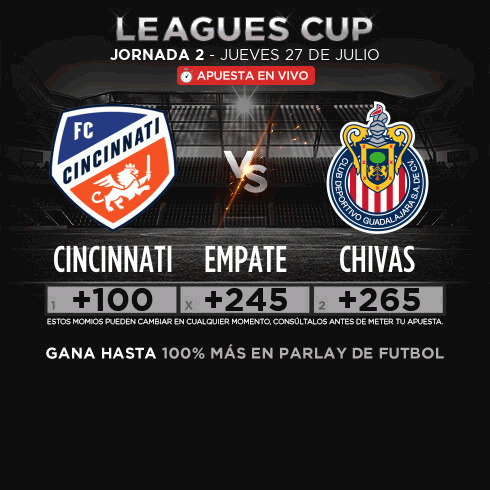 LEAGUES CUP
JORNADA 2 - JUEVES 27 DE JULIO
APUESTA EN VIVO
FC
CINCINNATI
VS
CLUB DEPORTIVO GUADALAJARA S.A. DE C.V.
CINCINNATI EMPATE CHIVAS
1 +100 X +245 2 +265
ESTOS MOMIOS PUEDEN CAMBIAR EN CUALQUIER MOMENTO, CONSÚLTALOS ANTES DE METER TU APUESTA.
GANA HASTA 100% MÁS EN PARLAY DE FUTBOL